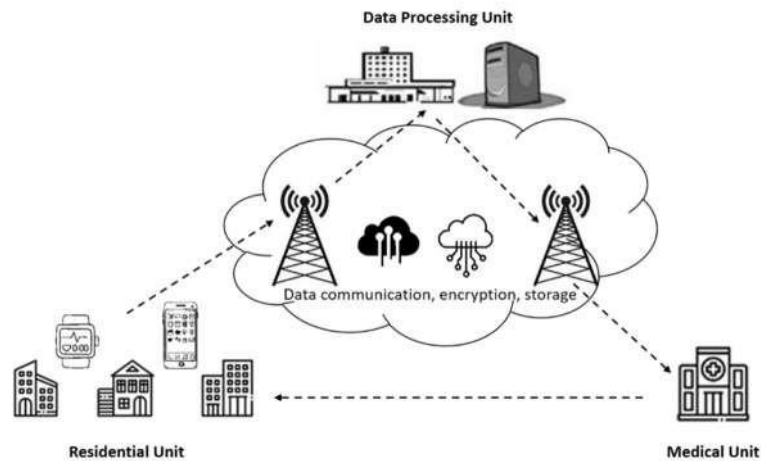 Data Processing Unit
Data communication, encryption, storage
Residential Unit
Medical Unit